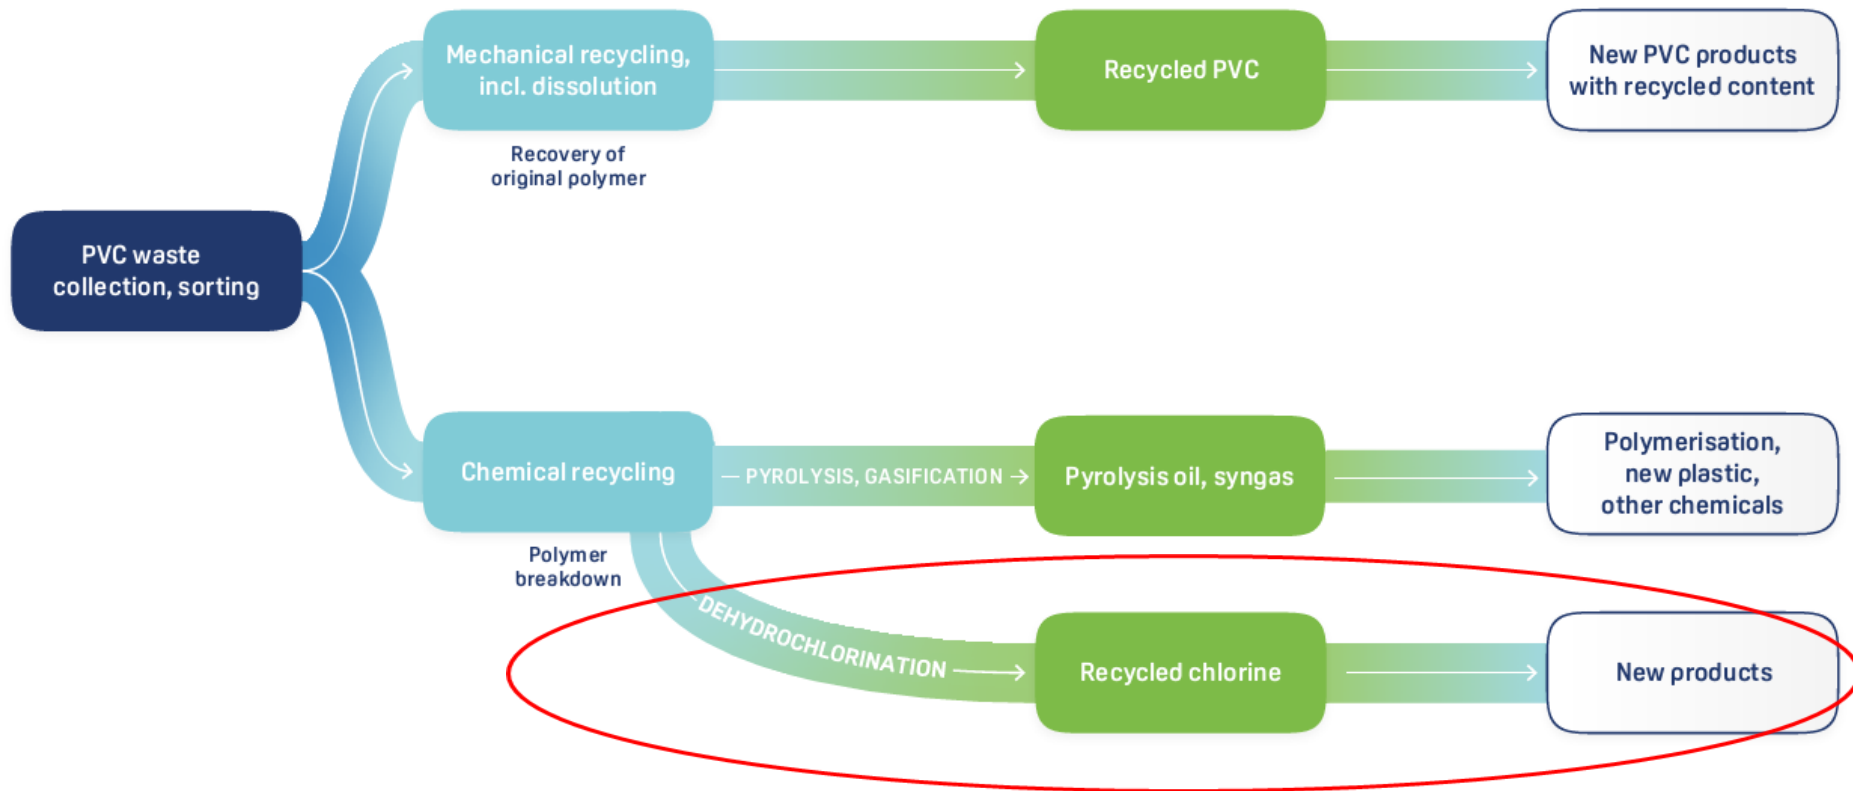 Mechanical recycling,
incl. dissolution
Recycled PVC
New PVC products
with recycled content
Recovery of
original polymer
PVC waste
collection, sorting
Chemical recycling
PYROLYSIS, GASIFICATION
Pyrolysis oil, syngas
Polymerisation,
new plastic,
other chemicals
Polymer
breakdown
DEHYDROCHLORINATION
Recycled chlorine
New products